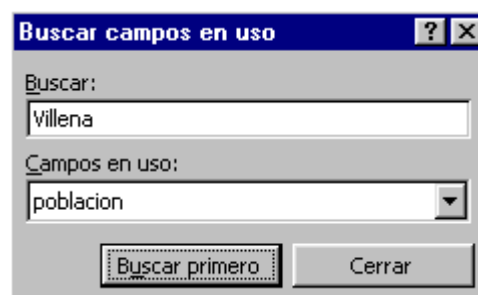 Buscar campos en uso
Buscar:
Villena
Campos en uso:
poblacion
Buscar primero Cerrar